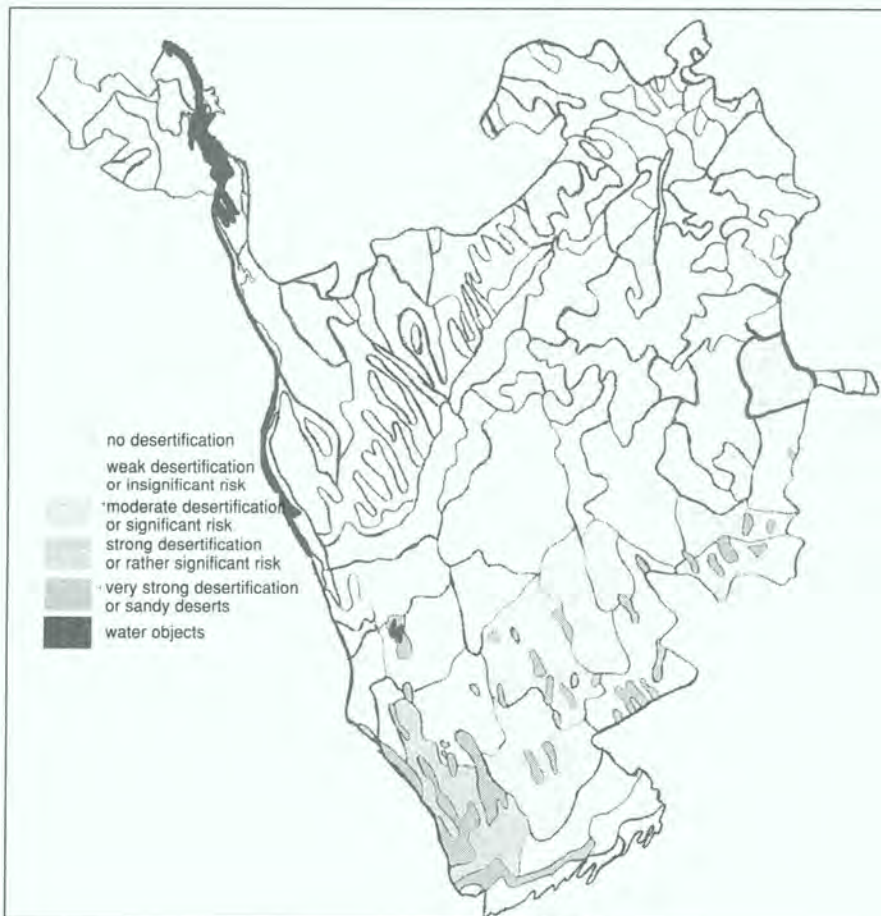 no desertification
weak desertification
or insignificant risk
moderate desertification
or significant risk
strong desertification
or rather significant risk
very strong desertification
or sandy deserts
water objects